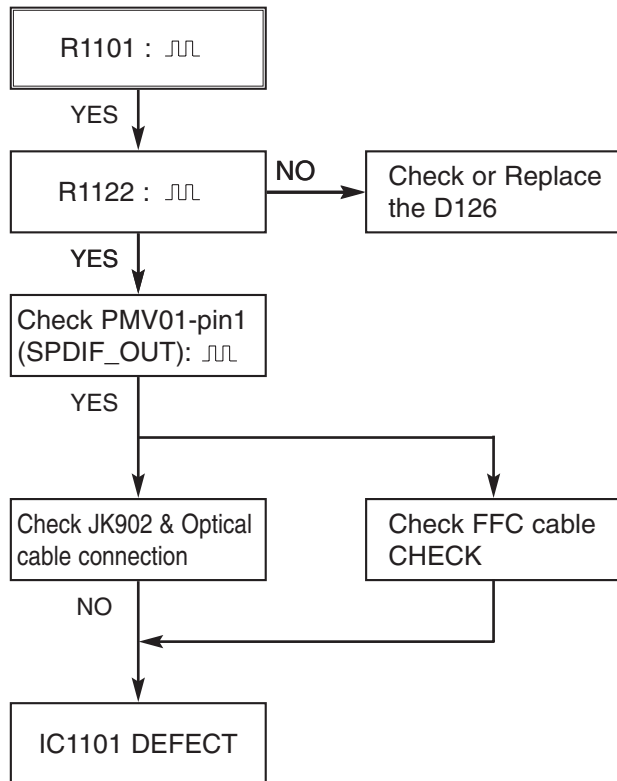 R1101 :
YES
R1122 :
NO
Check or Replace
the D126
YES
Check PMV01-pin1
(SPDIF_OUT):
YES
Check JK902 & Optical
cable connection
Check FFC cable
CHECK
NO
IC1101 DEFECT